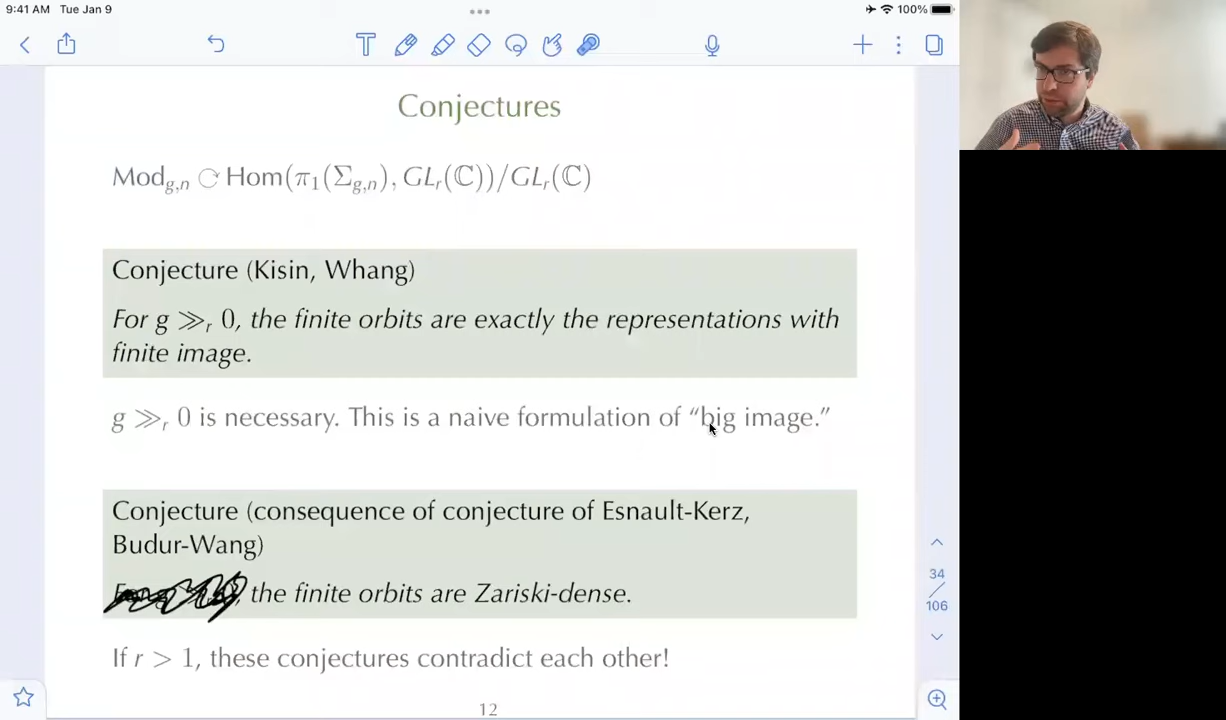 9:41 AM Tue Jan 9
100%
Conjectures
Mod_{g,n} ⟳ Hom(π₁(Σ_{g,n}), GL_r(ℂ))/GL_r(ℂ)
Conjecture (Kisin, Whang)
For g ≫_r 0, the finite orbits are exactly the representations with
finite image.
g ≫_r 0 is necessary. This is a naive formulation of “big image.”
Conjecture (consequence of conjecture of Esnault-Kerz,
Budur-Wang)
, the finite orbits are Zariski-dense.
If r > 1, these conjectures contradict each other!
34
106
12